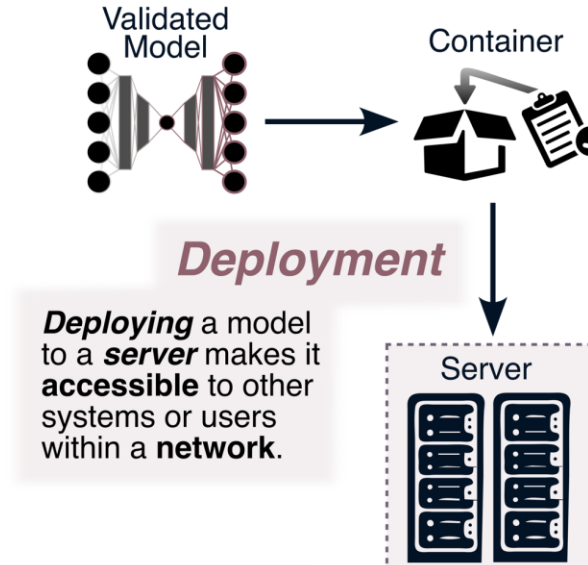 Validated
Model
Container
Deployment
Deploying a model
to a server makes it
accessible to other
systems or users
within a network.
Server